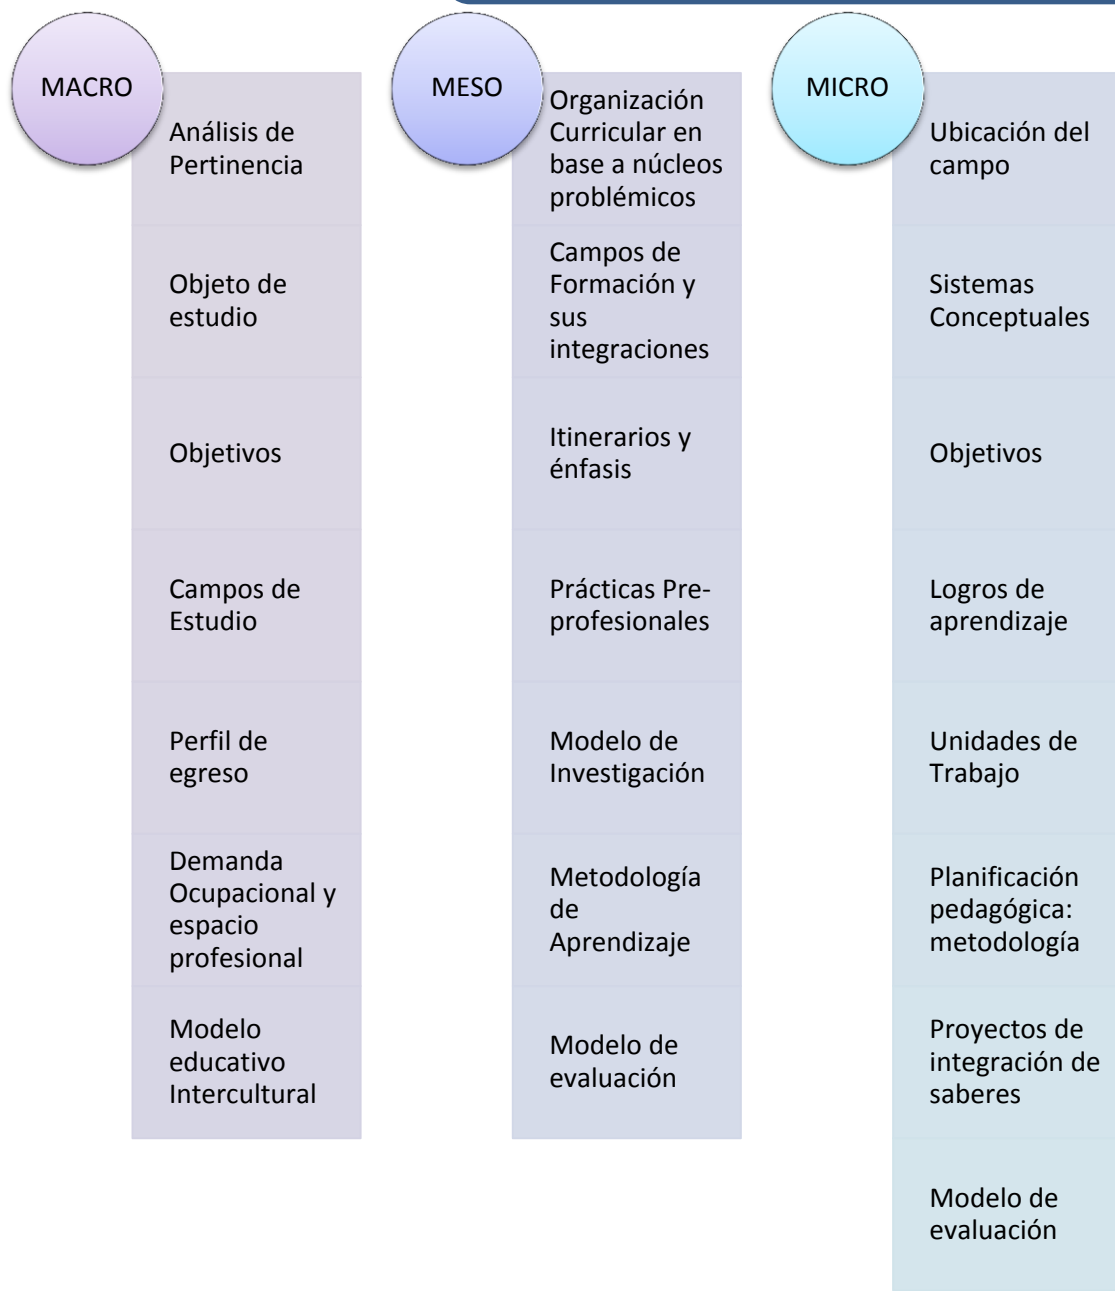 MACRO
Análisis de
Pertinencia
Objeto de
estudio
Objetivos
Campos de
Estudio
Perfil de
egreso
Demanda
Ocupacional y
espacio
profesional
Modelo
educativo
Intercultural
MESO
Organización
Curricular en
base a núcleos
problémicos
Campos de
Formación y
sus
integraciones
Itinerarios y
énfasis
Prácticas Pre-
profesionales
Modelo de
Investigación
Metodología
de
Aprendizaje
Modelo de
evaluación
MICRO
Ubicación del
campo
Sistemas
Conceptuales
Objetivos
Logros de
aprendizaje
Unidades de
Trabajo
Planificación
pedagógica:
metodología
Proyectos de
integración de
saberes
Modelo de
evaluación